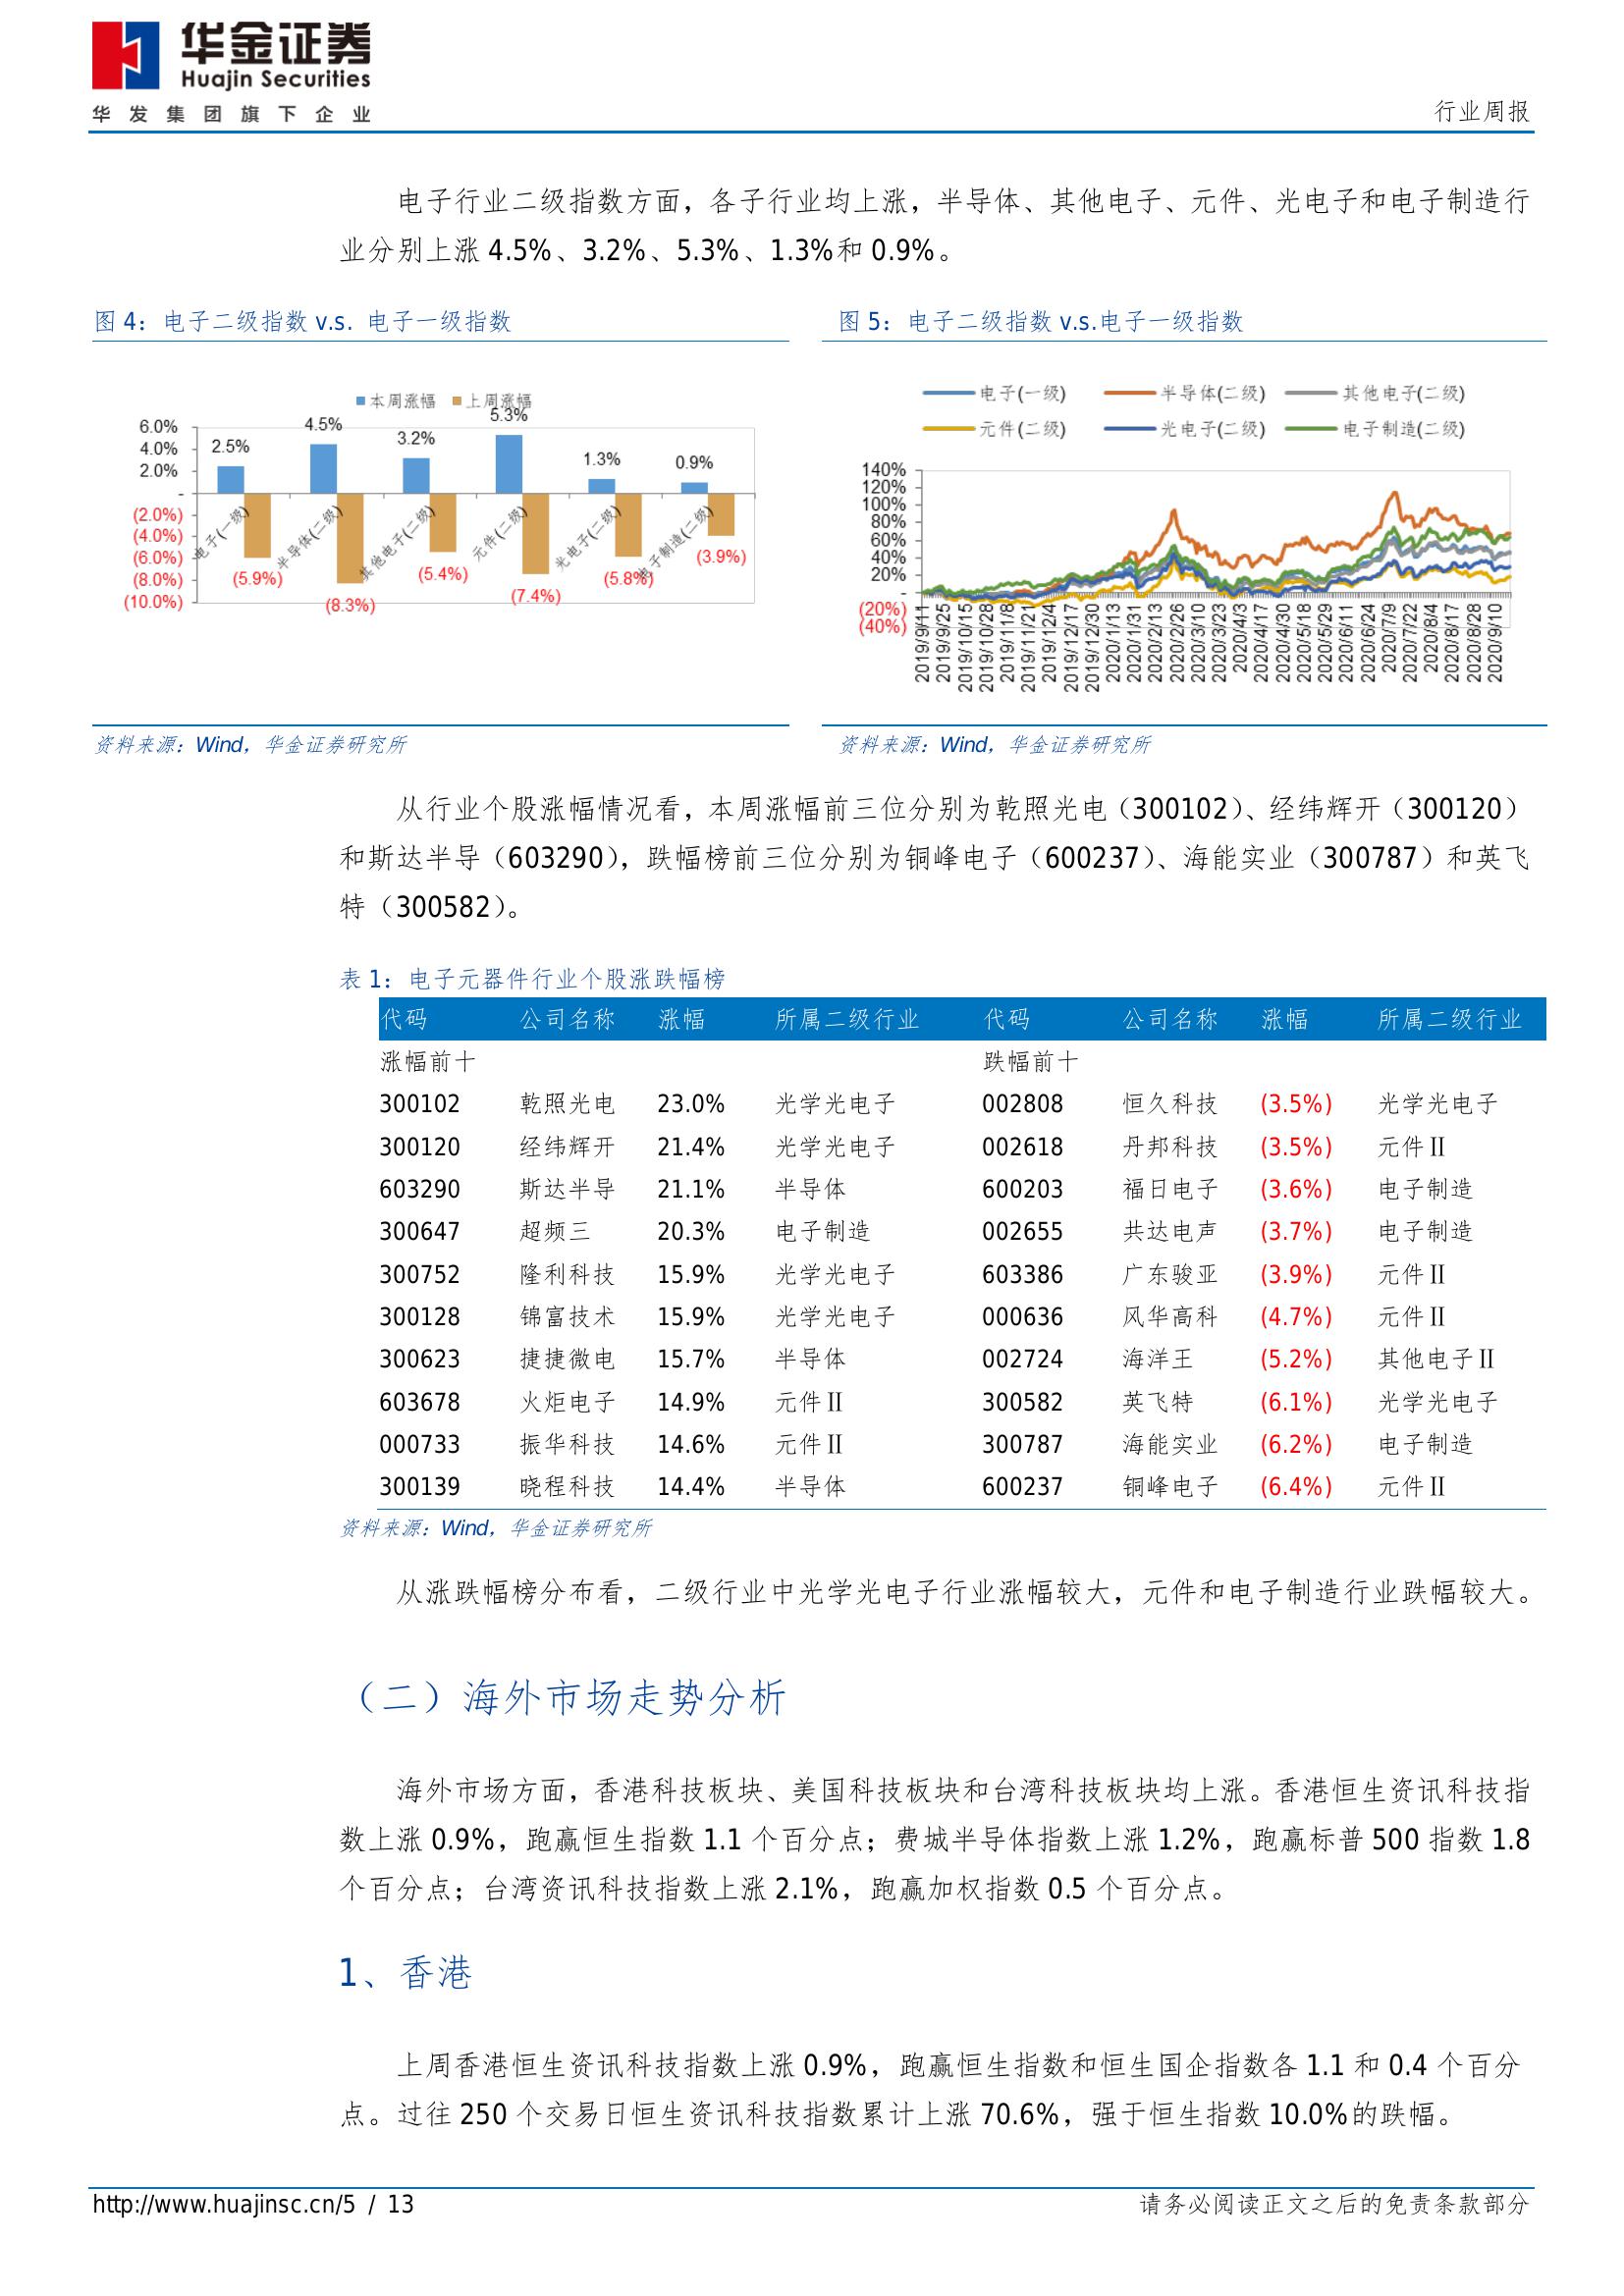 华金证券
Huajin Securities
华发集团旗下企业
行业周报
电子行业二级指数方面，各子行业均上涨，半导体、其他电子、元件、光电子和电子制造行
业分别上涨 4.5%、3.2%、5.3%、1.3%和 0.9%。
图 4：电子二级指数 v.s. 电子一级指数
本周涨幅 上周涨幅
6.0%
4.0%
2.0%
-
(2.0%)
(4.0%)
(6.0%)
(8.0%)
(10.0%)
2.5%
4.5%
3.2%
5.3%
1.3%
0.9%
电子(一级)
半导体(二级)
其他电子(二级)
元件(二级)
光电子(二级)
电子制造(二级)
(5.9%)
(8.3%)
(5.4%)
(7.4%)
(5.8%)
(3.9%)
资料来源：Wind，华金证券研究所
图 5：电子二级指数 v.s.电子一级指数
电子(一级) 半导体(二级) 其他电子(二级)
元件(二级) 光电子(二级) 电子制造(二级)
140%
120%
100%
80%
60%
40%
20%
-
(20%)
(40%)
2019/9/11
2019/9/25
2019/10/15
2019/10/28
2019/11/8
2019/11/21
2019/12/4
2019/12/17
2019/12/30
2020/1/13
2020/1/31
2020/2/13
2020/2/26
2020/3/10
2020/3/23
2020/4/3
2020/4/17
2020/4/30
2020/5/18
2020/5/29
2020/6/11
2020/6/24
2020/7/9
2020/7/22
2020/8/4
2020/8/17
2020/8/28
2020/9/10
资料来源：Wind，华金证券研究所
从行业个股涨幅情况看，本周涨幅前三位分别为乾照光电（300102）、经纬辉开（300120）
和斯达半导（603290），跌幅榜前三位分别为铜峰电子（600237）、海能实业（300787）和英飞
特（300582）。
表 1：电子元器件行业个股涨跌幅榜
代码 公司名称 涨幅 所属二级行业 代码 公司名称 涨幅 所属二级行业
涨幅前十 跌幅前十
300102 乾照光电 23.0% 光学光电子 002808 恒久科技 (3.5%) 光学光电子
300120 经纬辉开 21.4% 光学光电子 002618 丹邦科技 (3.5%) 元件Ⅱ
603290 斯达半导 21.1% 半导体 600203 福日电子 (3.6%) 电子制造
300647 超频三 20.3% 电子制造 002655 共达电声 (3.7%) 电子制造
300752 隆利科技 15.9% 光学光电子 603386 广东骏亚 (3.9%) 元件Ⅱ
300128 锦富技术 15.9% 光学光电子 000636 风华高科 (4.7%) 元件Ⅱ
300623 捷捷微电 15.7% 半导体 002724 海洋王 (5.2%) 其他电子Ⅱ
603678 火炬电子 14.9% 元件Ⅱ 300582 英飞特 (6.1%) 光学光电子
000733 振华科技 14.6% 元件Ⅱ 300787 海能实业 (6.2%) 电子制造
300139 晓程科技 14.4% 半导体 600237 铜峰电子 (6.4%) 元件Ⅱ
资料来源：Wind，华金证券研究所
从涨跌幅榜分布看，二级行业中光学光电子行业涨幅较大，元件和电子制造行业跌幅较大。
（二）海外市场走势分析
海外市场方面，香港科技板块、美国科技板块和台湾科技板块均上涨。香港恒生资讯科技指
数上涨 0.9%，跑赢恒生指数 1.1 个百分点；费城半导体指数上涨 1.2%，跑赢标普 500 指数 1.8
个百分点；台湾资讯科技指数上涨 2.1%，跑赢加权指数 0.5 个百分点。
1、香港
上周香港恒生资讯科技指数上涨 0.9%，跑赢恒生指数和恒生国企指数各 1.1 和 0.4 个百分
点。过往 250 个交易日恒生资讯科技指数累计上涨 70.6%，强于恒生指数 10.0%的跌幅。
http://www.huajinsc.cn/5 / 13
请务必阅读正文之后的免责条款部分